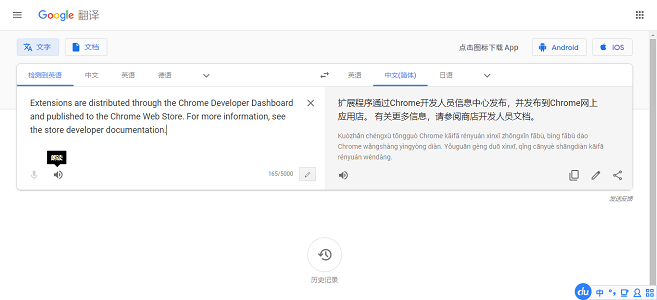 Google 翻译
文字 文档 点击图标下载 App Android iOS
检测到英语 中文 英语 德语 英语 中文(简体) 日语
Extensions are distributed through the Chrome Developer Dashboard
and published to the Chrome Web Store. For more information, see
the store developer documentation.
扩展程序通过Chrome开发人员信息中心发布，并发布到Chrome网上
应用店。 有关更多信息，请参阅商店开发人员文档。
Kuòzhǎn chéngxù tōngguò Chrome kāifā rényuán xìnxī zhōngxīn fābù, bìng fābù dào
Chrome wǎngshàng yìngyòng diàn. Yǒuguān gèng duō xìnxī, qǐng cānyuè shāngdiàn kāifā
rényuán wéndàng.
朗读
165/5000
发送反馈
历史记录
du 中